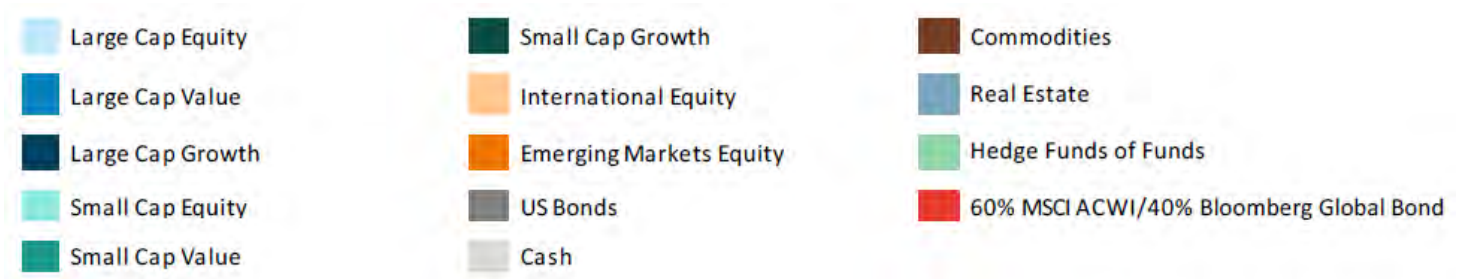 Large Cap Equity
Large Cap Value
Large Cap Growth
Small Cap Equity
Small Cap Value
Small Cap Growth
International Equity
Emerging Markets Equity
US Bonds
Cash
Commodities
Real Estate
Hedge Funds of Funds
60% MSCI ACWI/40% Bloomberg Global Bond